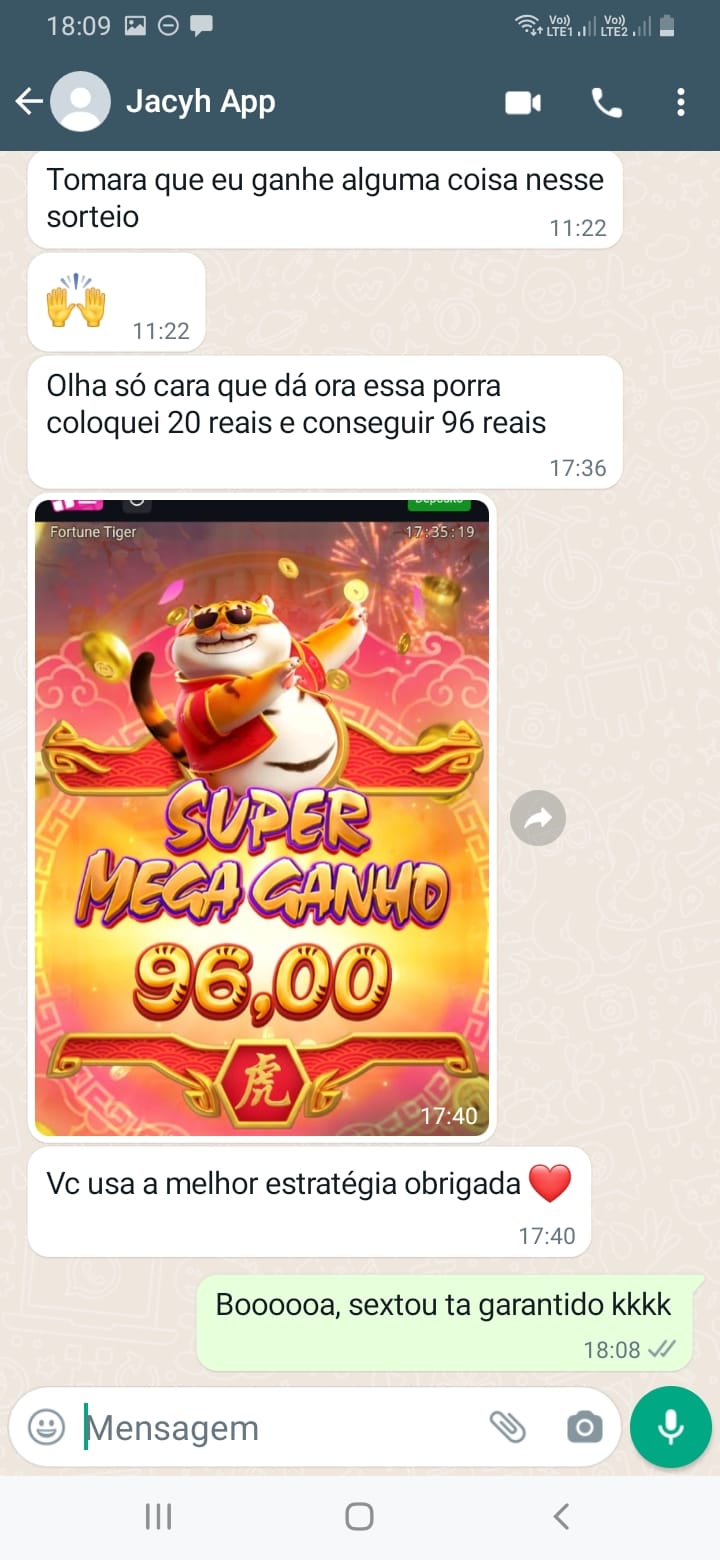 18:09
Vo)) LTE1 Vo)) LTE2
Jacyh App
Tomara que eu ganhe alguma coisa nesse
sorteio
11:22
🙌
11:22
Olha só cara que dá ora essa porra
coloquei 20 reais e conseguir 96 reais
17:36
Depósito
Fortune Tiger
17:35:19
SUPER
MEGA GANHO
96,00
虎
17:40
Vc usa a melhor estratégia obrigada ❤️
17:40
Boooooa, sextou ta garantido kkkk
18:08
Mensagem